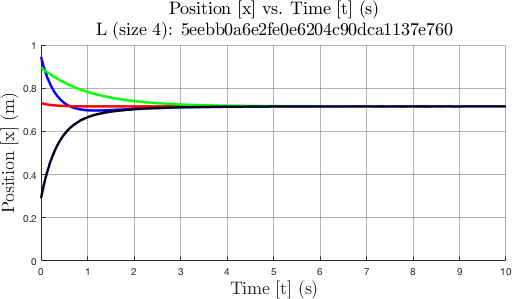 Position [x] vs. Time [t] (s)
L (size 4): 5eebb0a6e2fe0e6204c90dca1137e760
Position [x] (m)
1
0.8
0.6
0.4
0.2
0
0 1 2 3 4 5 6 7 8 9 10
Time [t] (s)